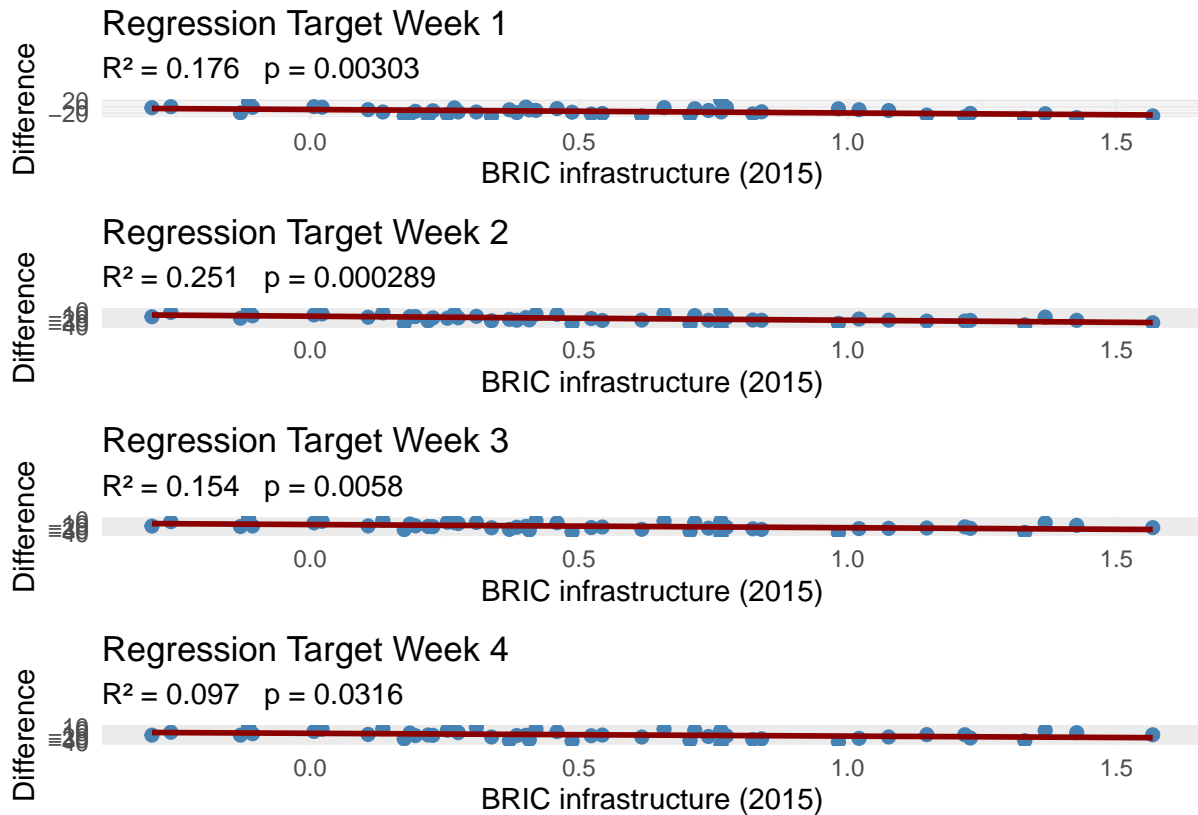 Regression Target Week 1
R² = 0.176   p = 0.00303
Difference
20
−20
0.0 0.5 1.0 1.5
BRIC infrastructure (2015)
Regression Target Week 2
R² = 0.251   p = 0.000289
Difference
0.0 0.5 1.0 1.5
BRIC infrastructure (2015)
Regression Target Week 3
R² = 0.154   p = 0.0058
Difference
0.0 0.5 1.0 1.5
BRIC infrastructure (2015)
Regression Target Week 4
R² = 0.097   p = 0.0316
Difference
0.0 0.5 1.0 1.5
BRIC infrastructure (2015)